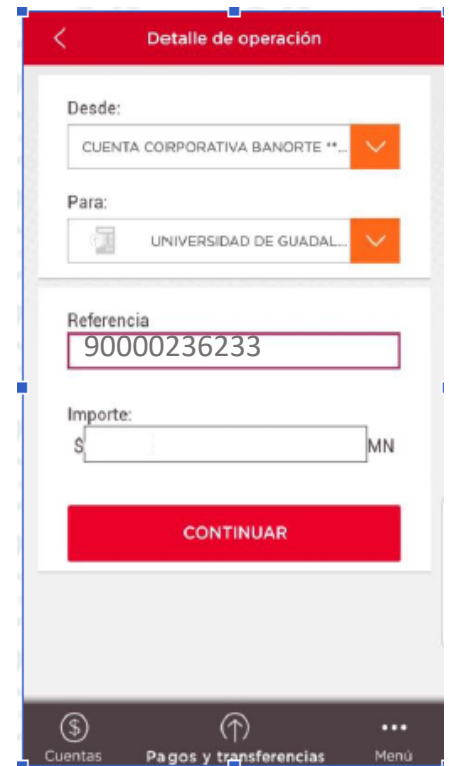 Detalle de operación
Desde:
CUENTA CORPORATIVA BANORTE **...
Para:
UNIVERSIDAD DE GUADAL...
Referencia
90000236233
Importe:
$ MN
CONTINUAR
Cuentas Pagos y transferencias Menú